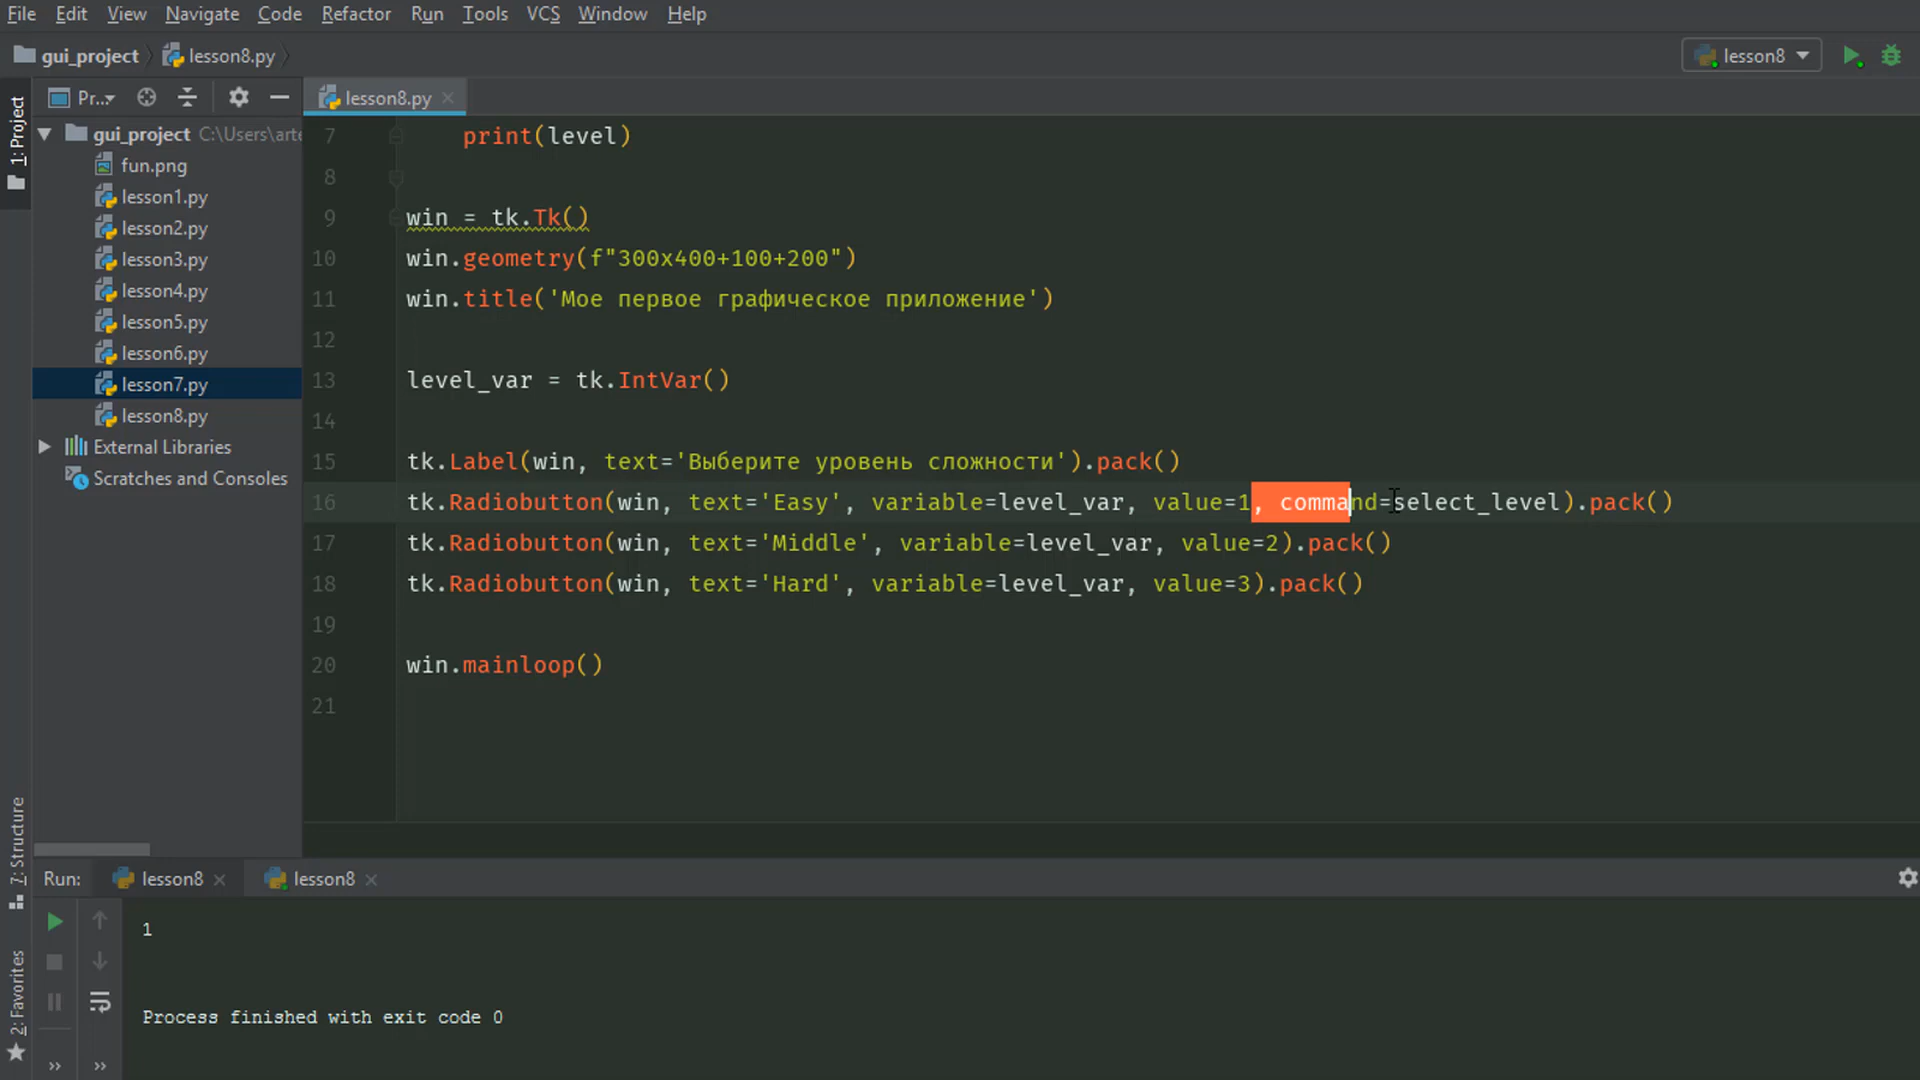 File Edit View Navigate Code Refactor Run Tools VCS Window Help
gui_project lesson8.py lesson8
1: Project Pr... lesson8.py
gui_project C:\Users\arte
fun.png
lesson1.py
lesson2.py
lesson3.py
lesson4.py
lesson5.py
lesson6.py
lesson7.py
lesson8.py
External Libraries
Scratches and Consoles
7 print(level)
8
9 win = tk.Tk()
10 win.geometry(f"300x400+100+200")
11 win.title('Мое первое графическое приложение')
12
13 level_var = tk.IntVar()
14
15 tk.Label(win, text='Выберите уровень сложности').pack()
16 tk.Radiobutton(win, text='Easy', variable=level_var, value=1, command=select_level).pack()
17 tk.Radiobutton(win, text='Middle', variable=level_var, value=2).pack()
18 tk.Radiobutton(win, text='Hard', variable=level_var, value=3).pack()
19
20 win.mainloop()
21
7: Structure
2: Favorites
Run: lesson8 lesson8
1
Process finished with exit code 0